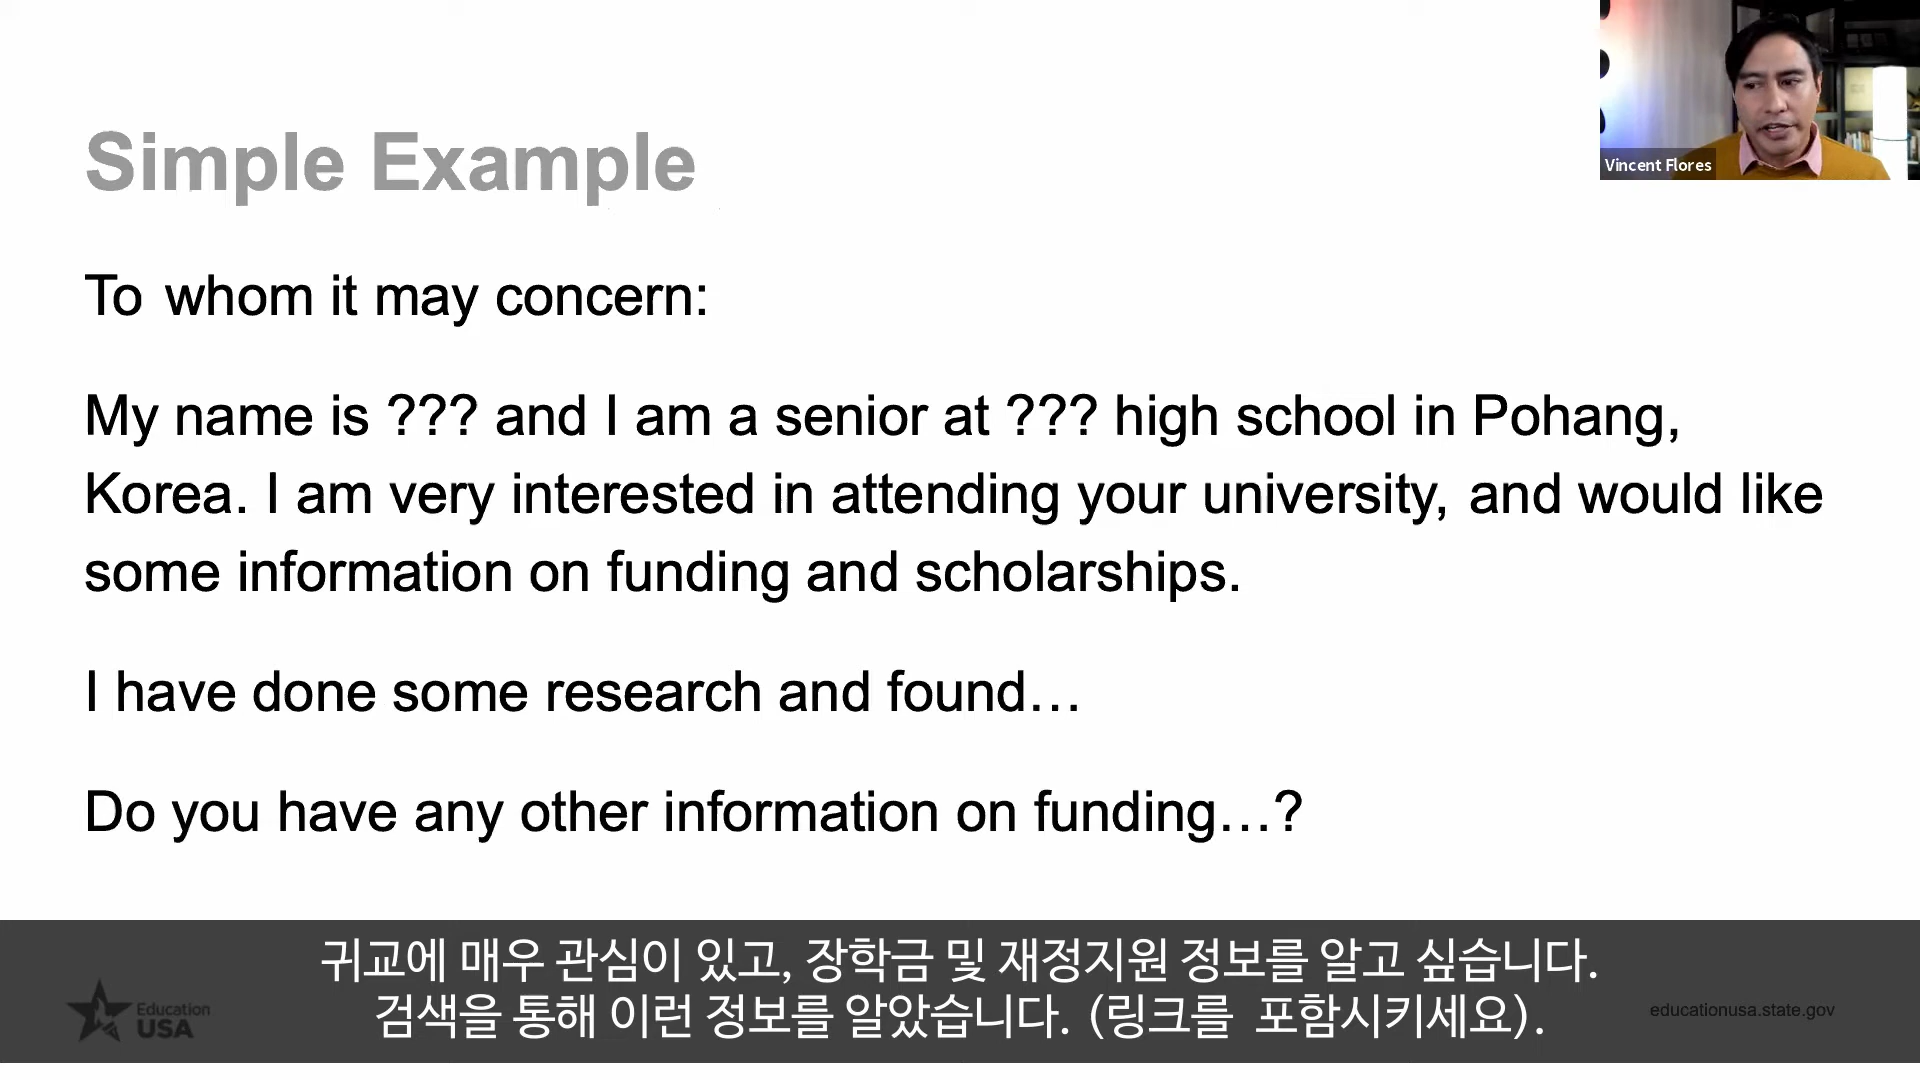 Vincent Flores
Simple Example
To whom it may concern:
My name is ??? and I am a senior at ??? high school in Pohang,
Korea. I am very interested in attending your university, and would like
some information on funding and scholarships.
I have done some research and found…
Do you have any other information on funding…?
귀교에 매우 관심이 있고, 장학금 및 재정지원 정보를 알고 싶습니다.
검색을 통해 이런 정보를 알았습니다. (링크를 포함시키세요).
Education
USA
educationusa.state.gov